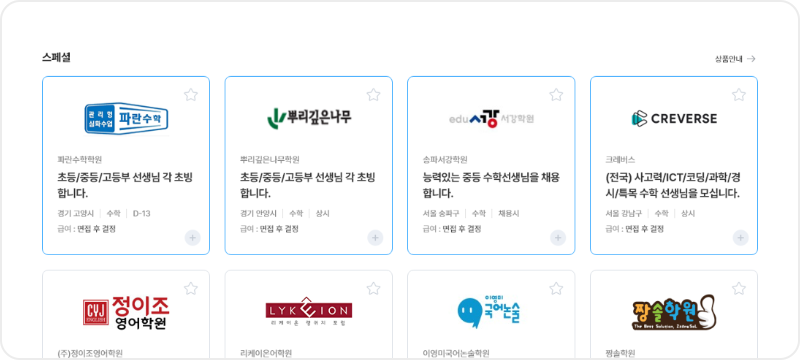 스페셜
상품안내
관리형
심화수업
파란수학
파란수학학원
초등/중등/고등부 선생님 각 초빙
합니다.
경기 고양시 수학 D-13
급여 : 면접 후 결정
뿌리깊은나무
뿌리깊은나무학원
초등/중등/고등부 선생님 각 초빙
합니다.
경기 안양시 수학 상시
급여 : 면접 후 결정
edu 서강 서강학원
송파서강학원
능력있는 중등 수학선생님을 채용
합니다.
서울 송파구 수학 채용시
급여 : 면접 후 결정
CREVERSE
크레버스
(전국) 사고력/ICT/코딩/과학/경
시/특목 수학 선생님을 모십니다.
서울 강남구 수학 상시
급여 : 면접 후 결정
CYJ
ENGLISH
정이조
영어학원
(주)정이조영어학원
LYKEION
리케이온어학원
이영미
국어논술
이영미국어논술학원
짱솔학원
The Best Solution, ZzangSol
짱솔학원